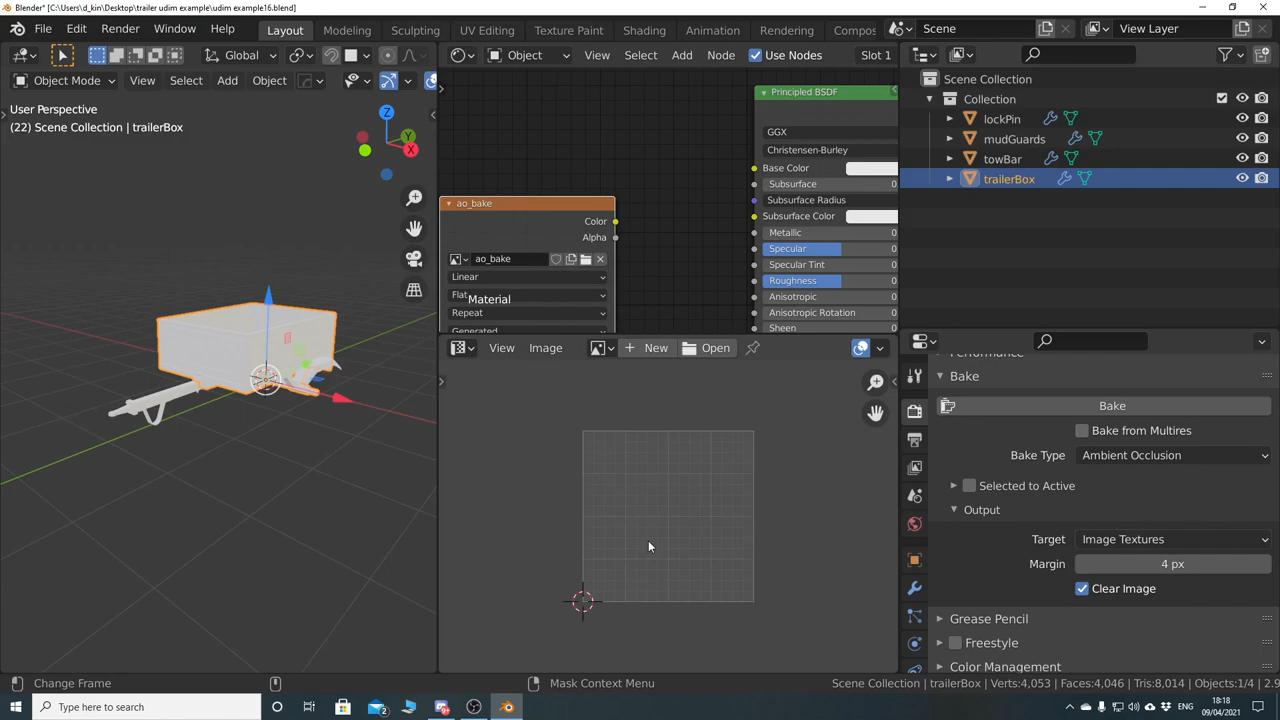 Blender* [C:\Users\d_kin\Desktop\trailer udim example\udim example16.blend]
File Edit Render Window Help Layout Modeling Sculpting UV Editing Texture Paint Shading Animation Rendering Compos Scene View Layer
Global Object View Select Add Node Use Nodes Slot 1
Object Mode View Select Add Object
User Perspective
(22) Scene Collection | trailerBox
Z
Y
X
ao_bake
Color
Alpha
ao_bake
Linear
Flat
Material
Repeat
Generated
Principled BSDF
GGX
Christensen-Burley
Base Color
Subsurface 0
Subsurface Radius
Subsurface Color
Metallic 0
Specular
Specular Tint 0
Roughness
Anisotropic 0
Anisotropic Rotation 0
Sheen 0
View Image New Open
Scene Collection
Collection
lockPin
mudGuards
towBar
trailerBox
Performance
Bake
Bake
Bake from Multires
Bake Type Ambient Occlusion
Selected to Active
Output
Target Image Textures
Margin 4 px
Clear Image
Grease Pencil
Freestyle
Color Management
Change Frame Mask Context Menu Scene Collection | trailerBox | Verts:4,053 | Faces:4,046 | Tris:8,014 | Objects:1/4 | 2.9
Type here to search
ENG
18:18
09/04/2021